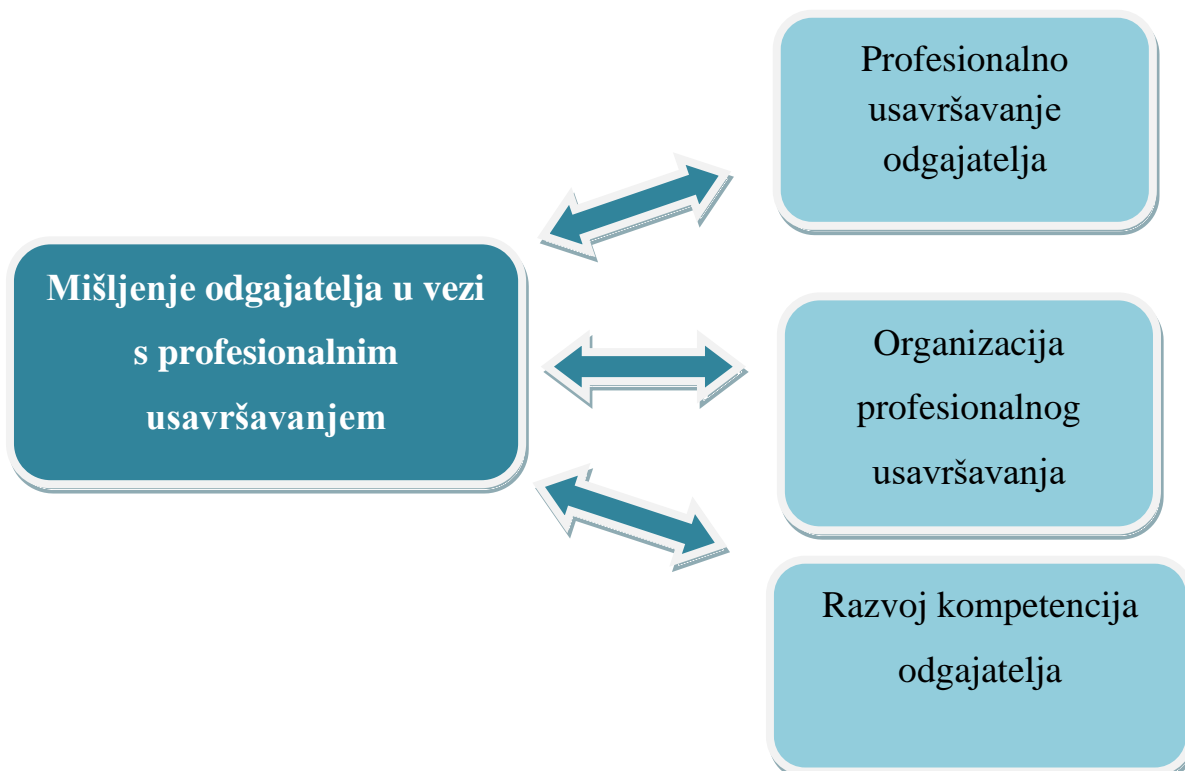 Profesionalno
usavršavanje
odgajatelja
Mišljenje odgajatelja u vezi
s profesionalnim
usavršavanjem
Organizacija
profesionalnog
usavršavanja
Razvoj kompetencija
odgajatelja